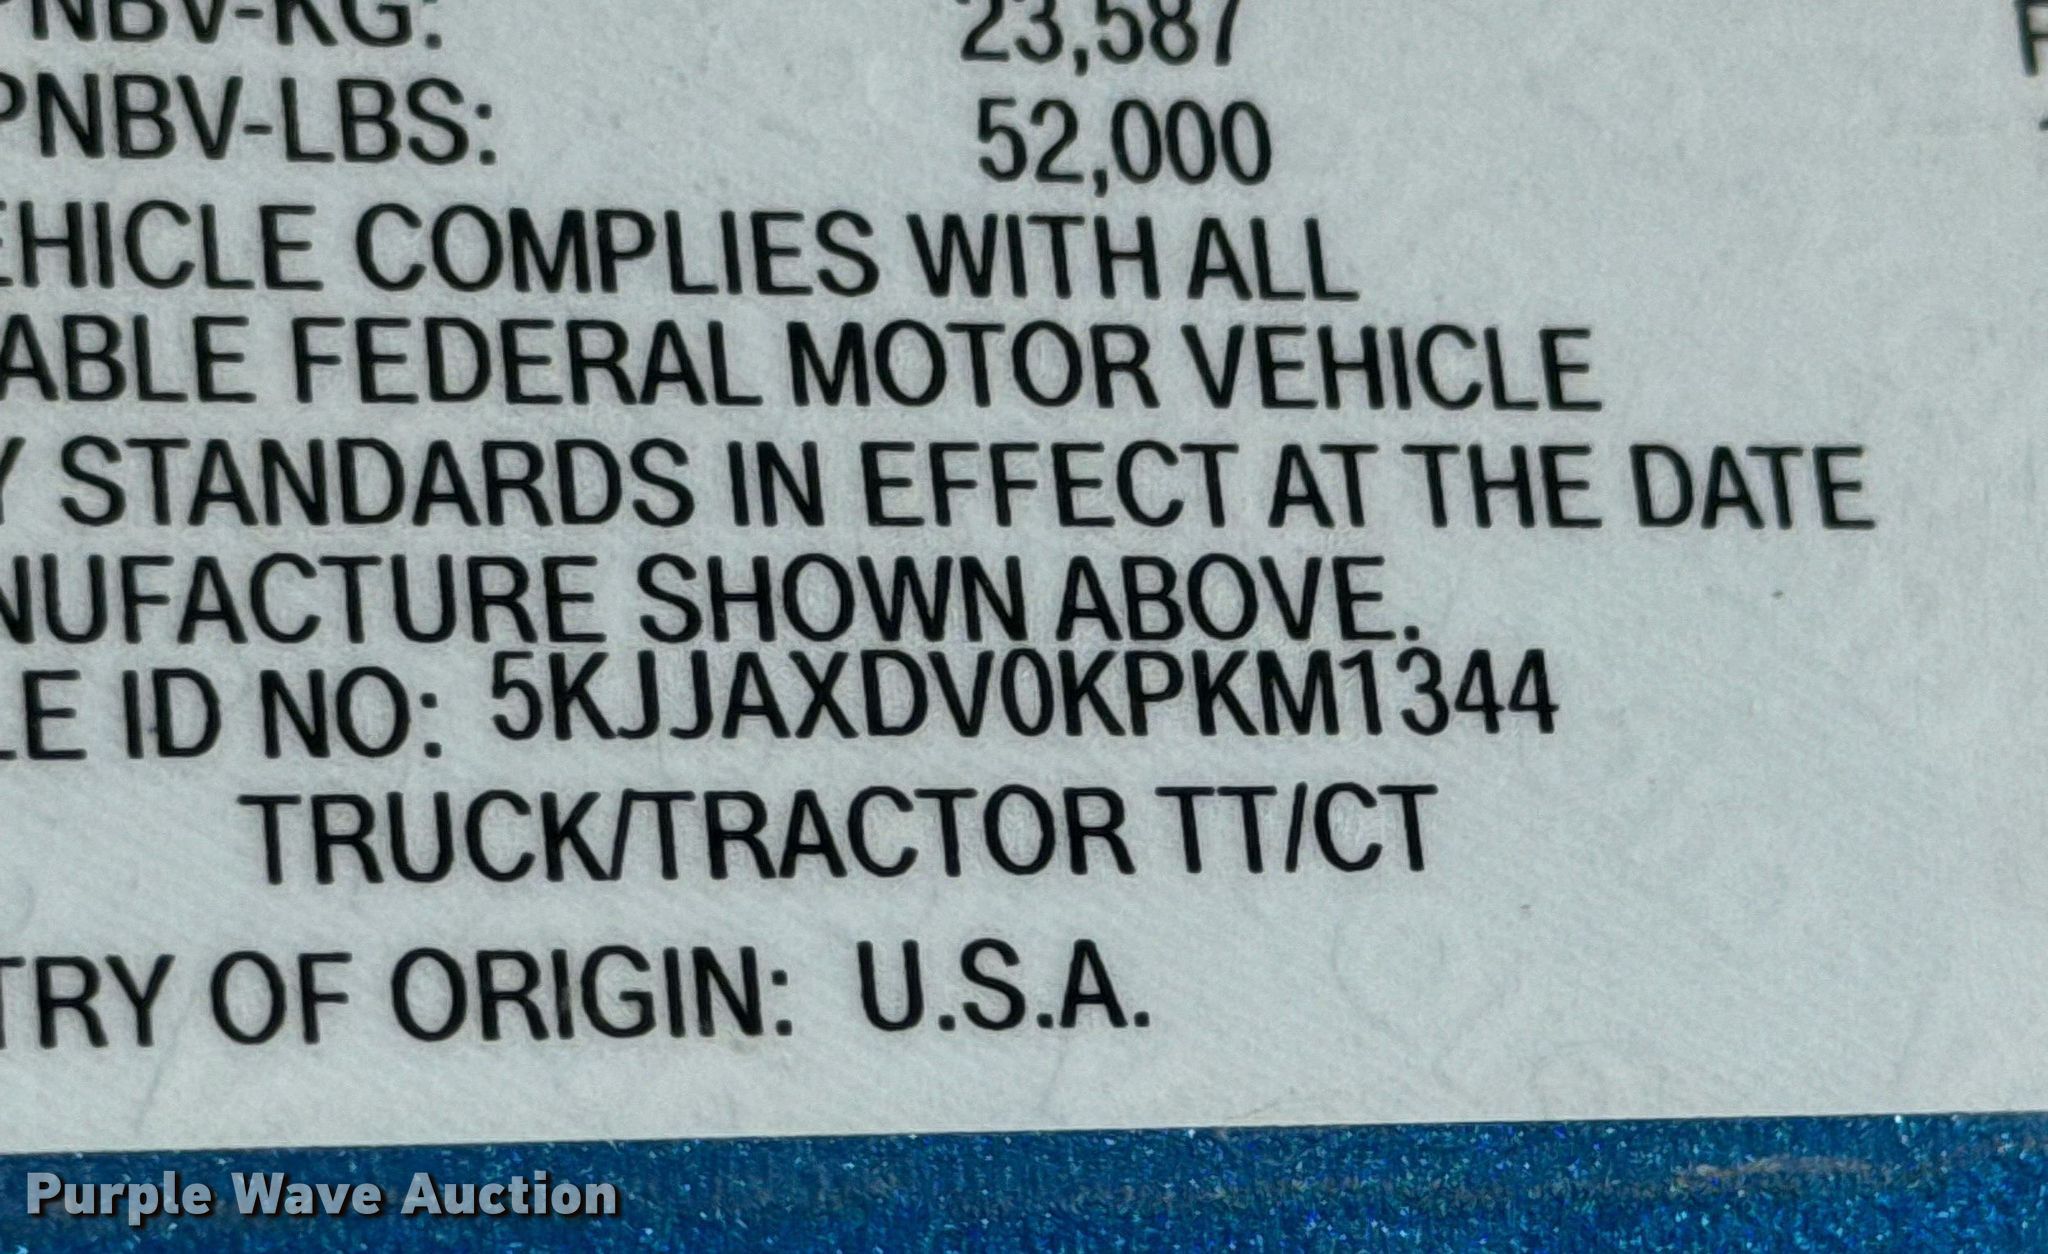 PNBV-KG: 23,587
PNBV-LBS: 52,000
EHICLE COMPLIES WITH ALL
ABLE FEDERAL MOTOR VEHICLE
Y STANDARDS IN EFFECT AT THE DATE
NUFACTURE SHOWN ABOVE.
LE ID NO: 5KJJAXDV0KPKM1344
TRUCK/TRACTOR TT/CT
TRY OF ORIGIN: U.S.A.
Purple Wave Auction